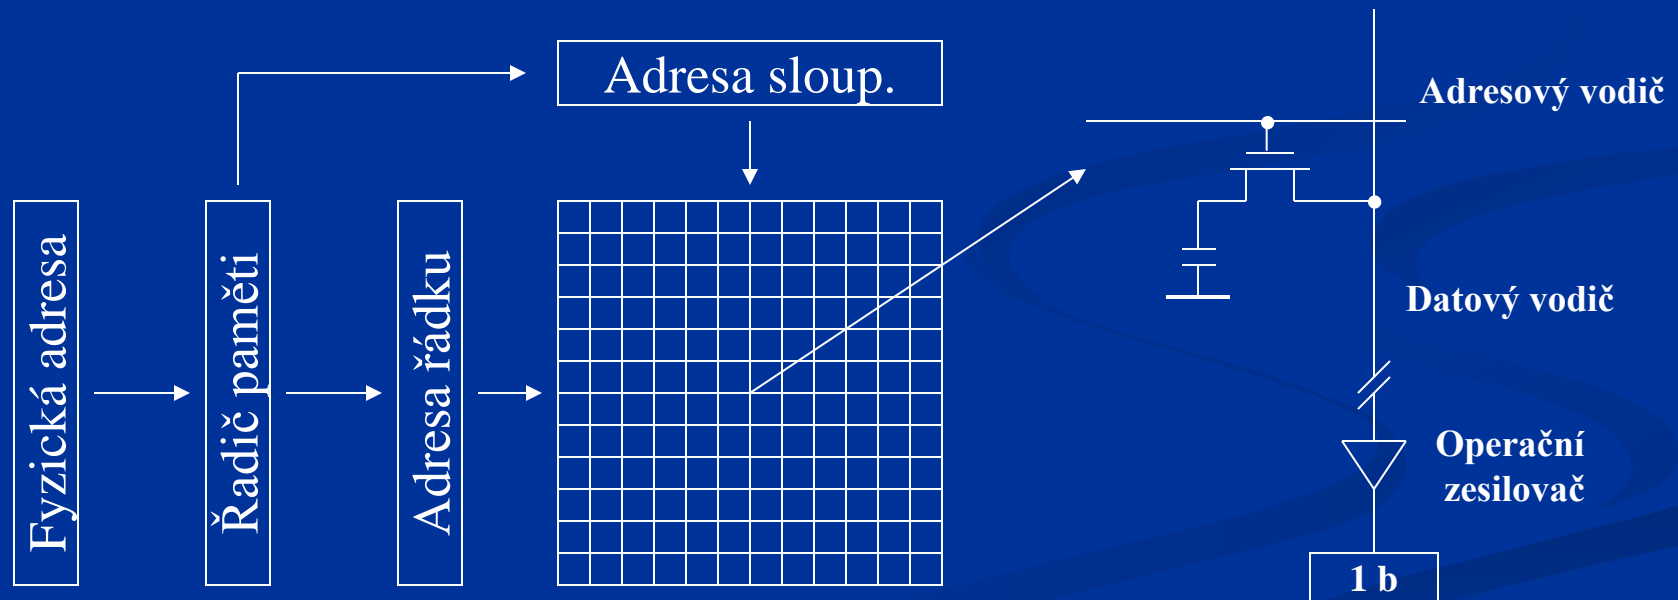 Adresa sloup.
Adresový vodič
Fyzická adresa
Řadič paměti
Adresa řádku
Datový vodič
Operační
zesilovač
1 b